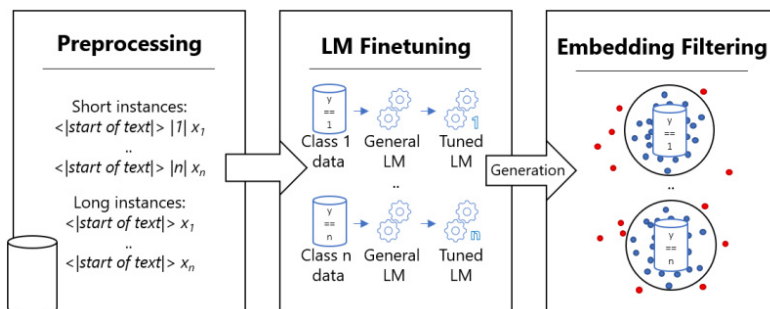 Preprocessing
Short instances:
<|start of text|> |1| x₁
..
<|start of text|> |n| xₙ
Long instances:
<|start of text|> x₁
..
<|start of text|> xₙ
LM Finetuning
y
==
1
1
Class 1 data
General LM
Tuned LM
..
y
==
n
n
Class n data
General LM
Tuned LM
Generation
Embedding Filtering
y
==
1
..
y
==
n